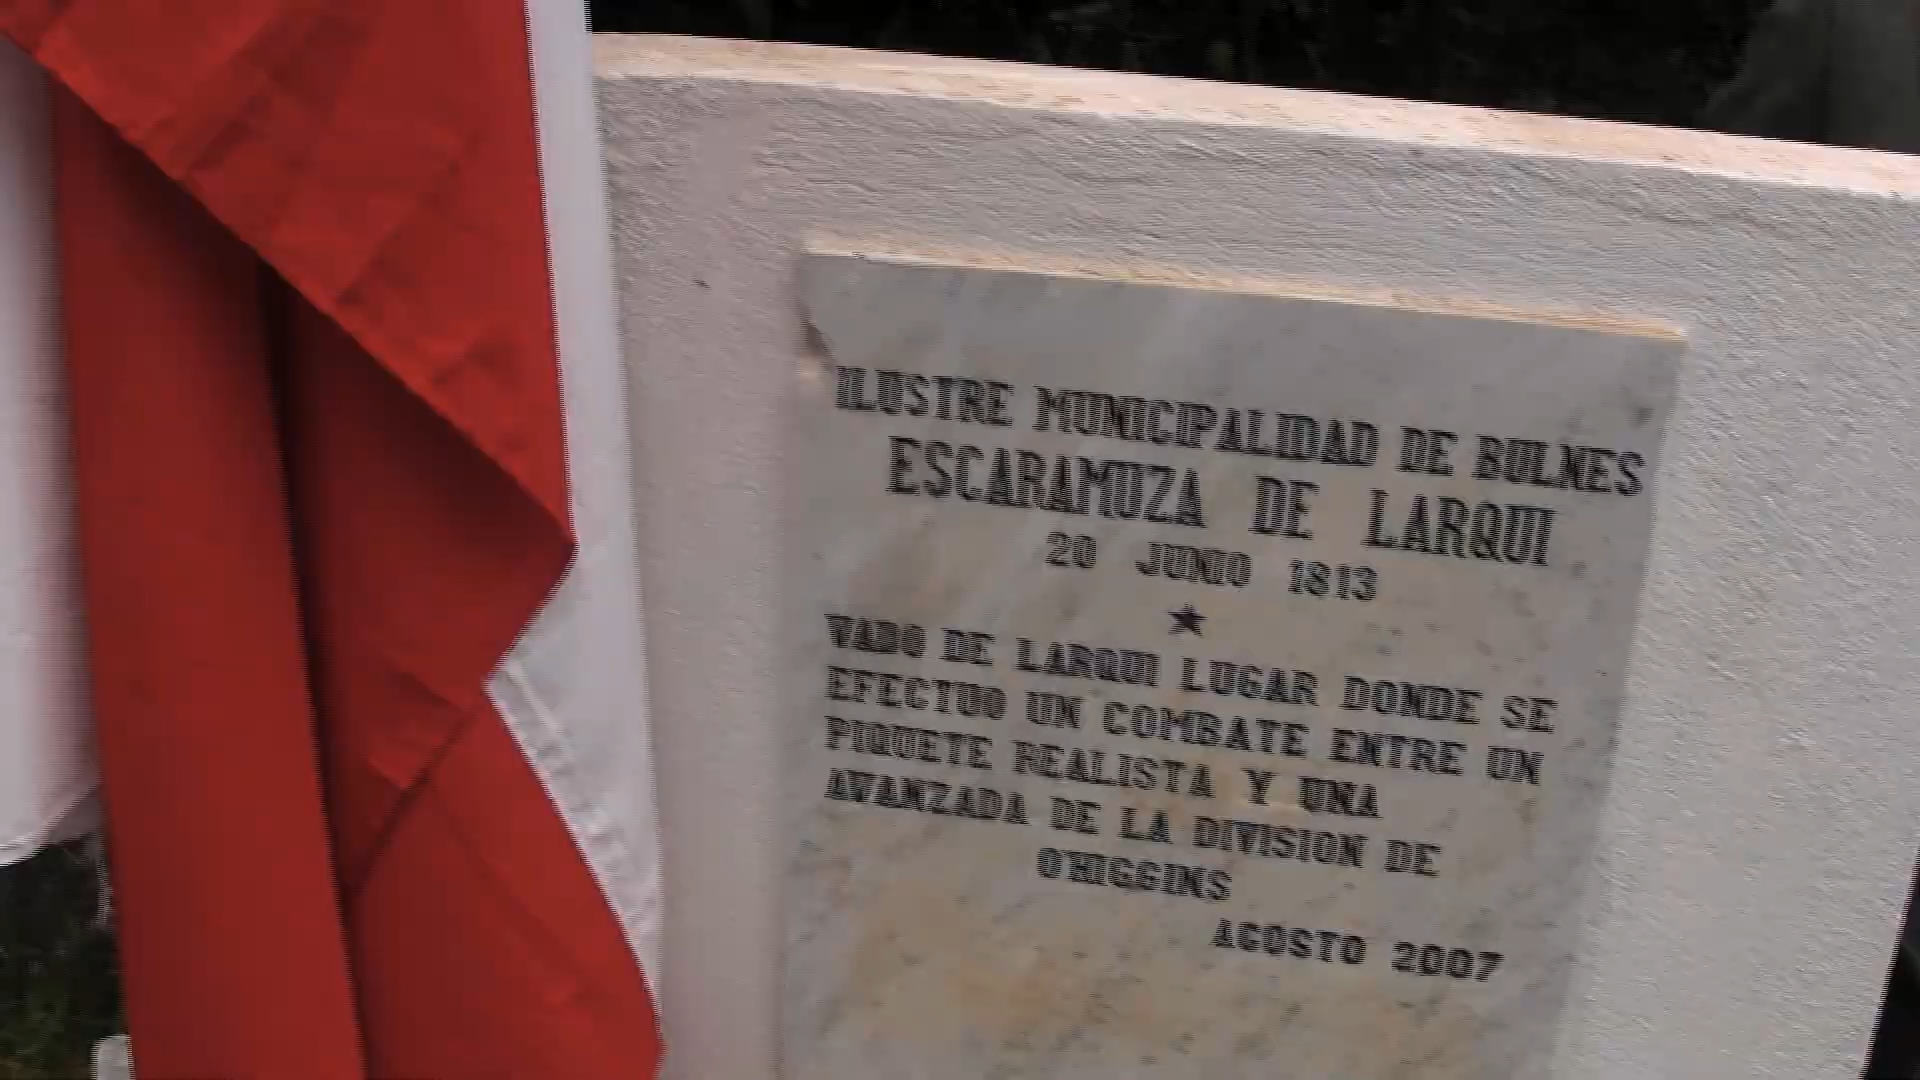 ILUSTRE MUNICIPALIDAD DE BULNES
ESCARAMUZA DE LARQUI
20 JUNIO 1813
VADO DE LARQUI LUGAR DONDE SE
EFECTUO UN COMBATE ENTRE UN
PIQUETE REALISTA Y UNA
AVANZADA DE LA DIVISION DE
O'HIGGINS
AGOSTO 2007